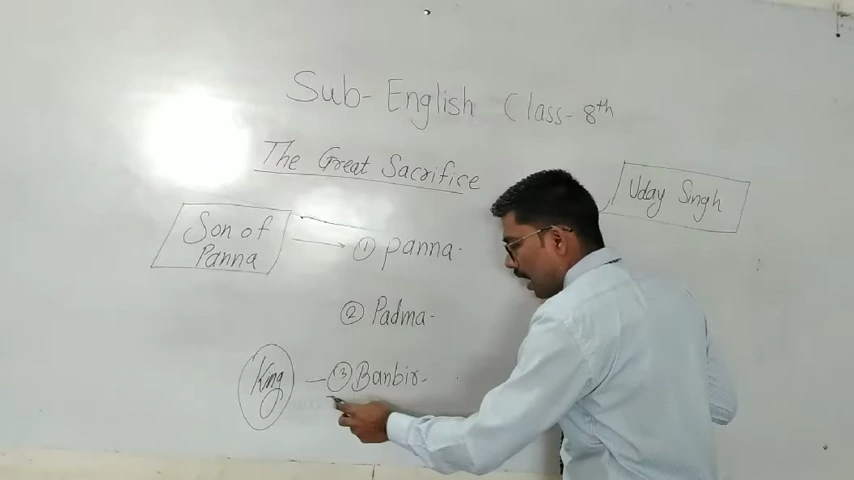 Sub- English Class- 8th
The Great Sacrifice
Uday Singh
Son of
Panna
① panna.
② Padma-
King
③ Banbir-